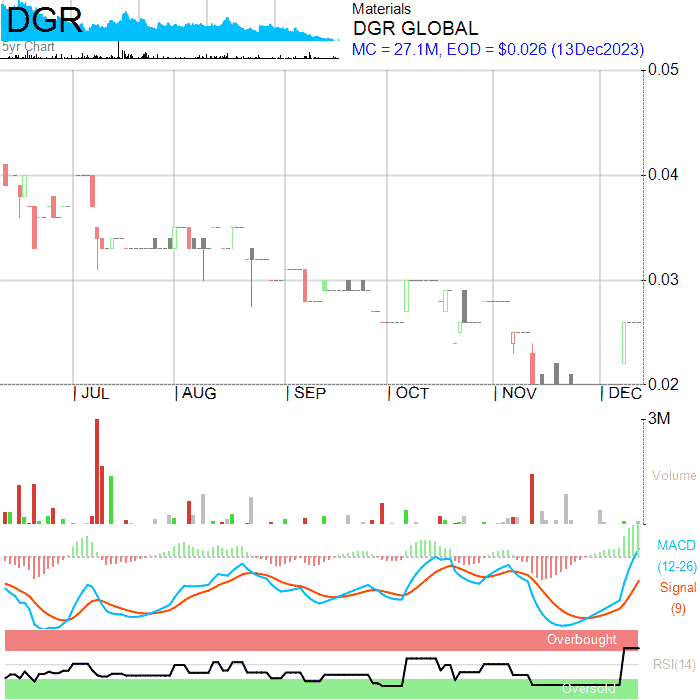 DGR
5yr Chart
Materials
DGR GLOBAL
MC = 27.1M, EOD = $0.026 (13Dec2023)
0.05
0.04
0.03
0.02
JUL AUG SEP OCT NOV DEC
3M
Volume
MACD
(12-26)
Signal
(9)
Overbought
RSI(14)
Oversold